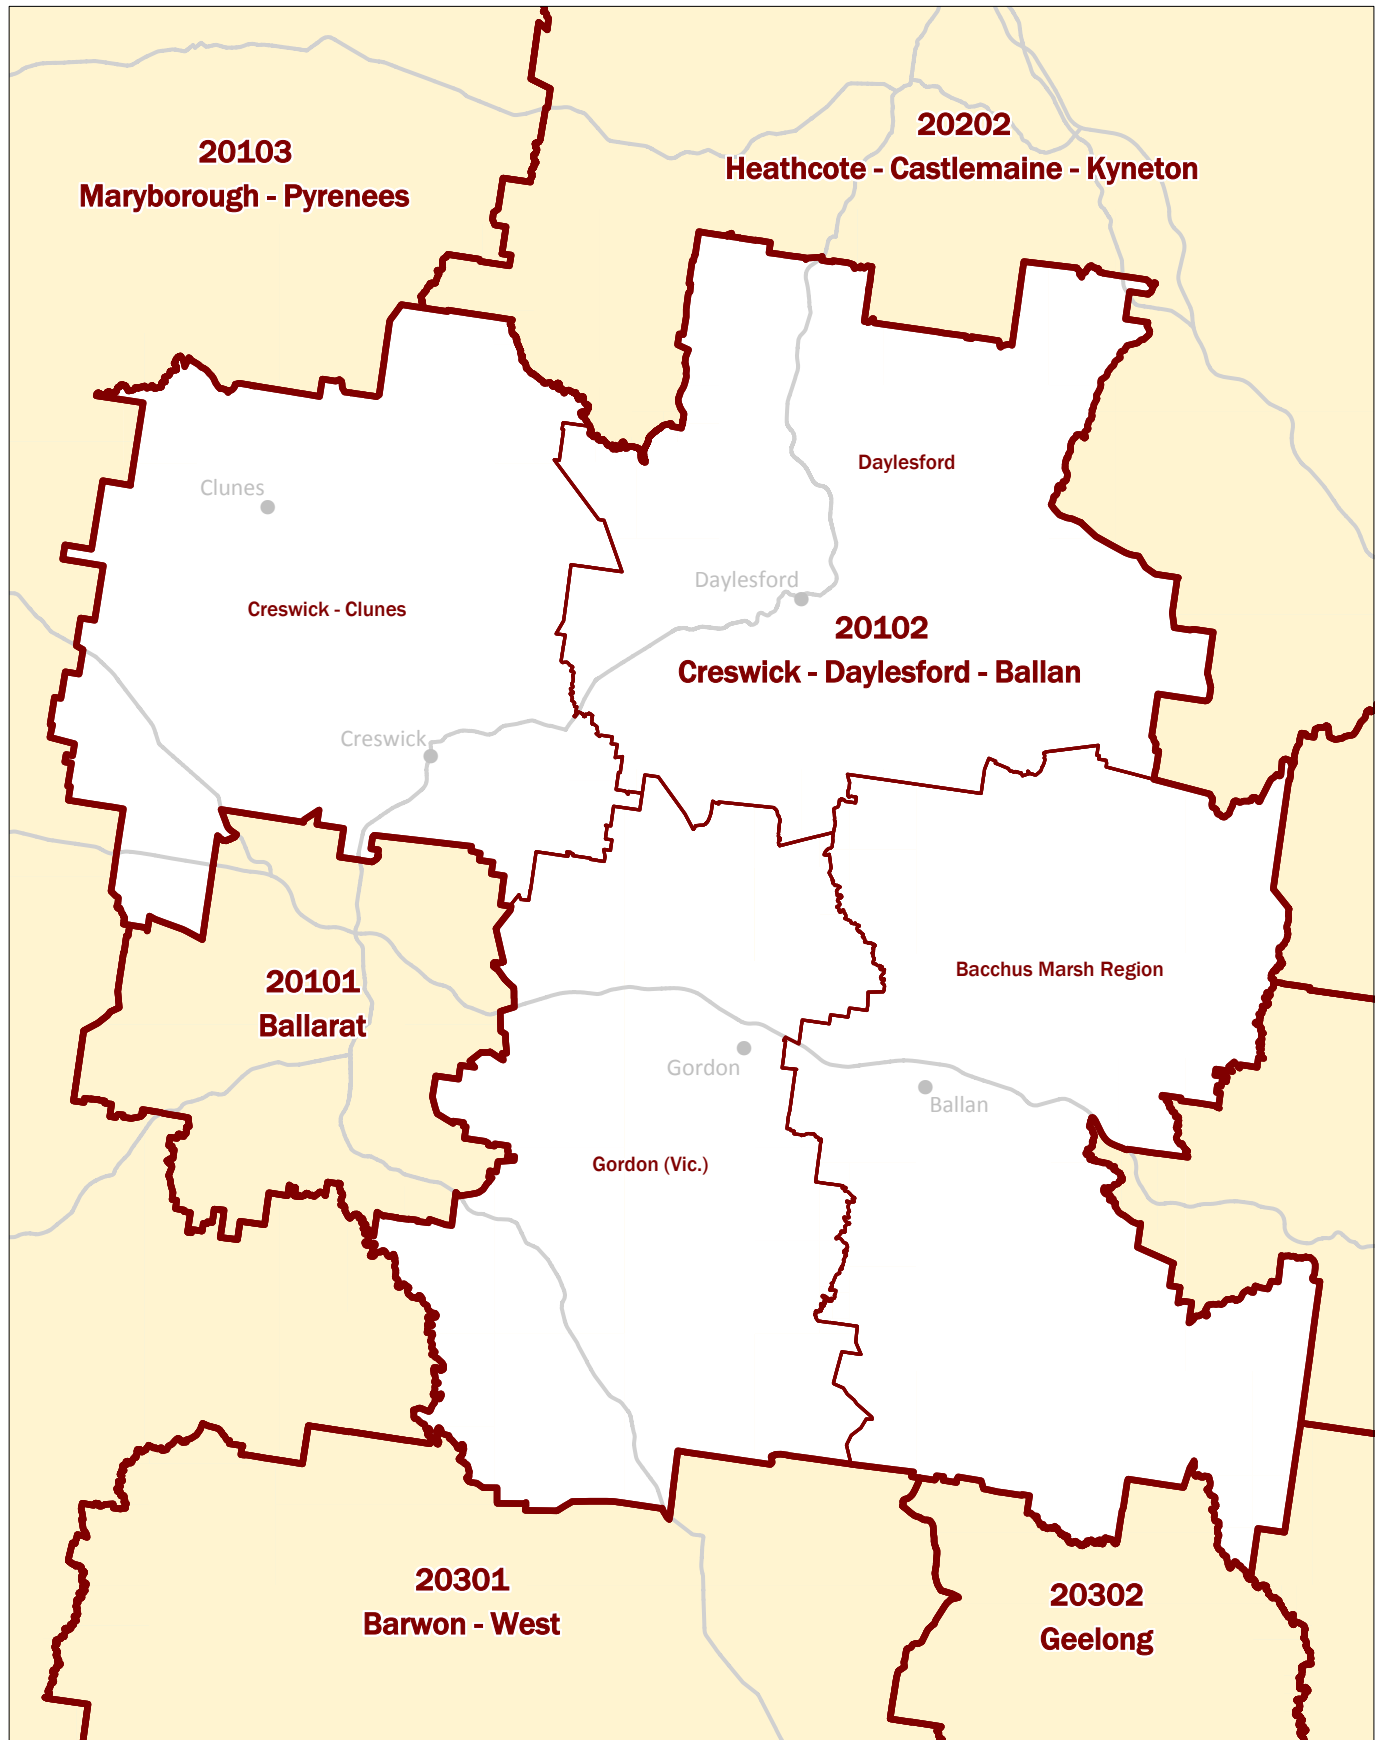 20202
Heathcote - Castlemaine - Kyneton
20103
Maryborough - Pyrenees
Daylesford
Clunes
Daylesford
Creswick - Clunes
20102
Creswick - Daylesford - Ballan
Creswick
Bacchus Marsh Region
20101
Ballarat
Gordon
Ballan
Gordon (Vic.)
20301
Barwon - West
20302
Geelong